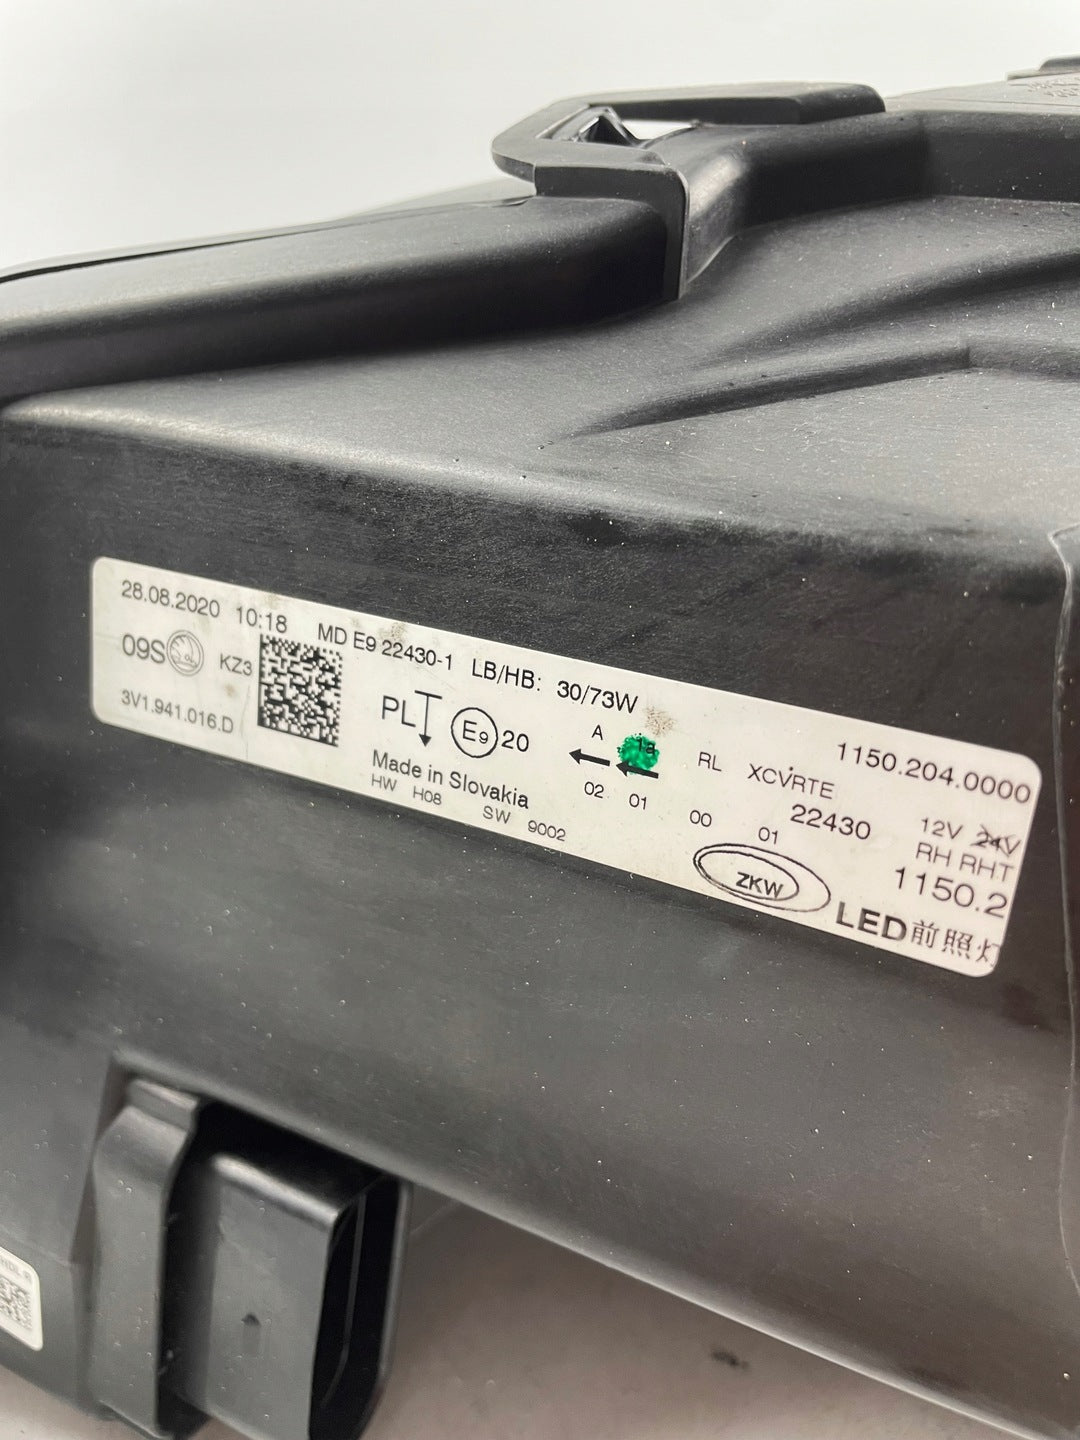 28.08.2020 10:18 MD E9 22430-1 LB/HB: 30/73W
09S KZ3
3V1.941.016.D
PL E9 20
Made in Slovakia
HW H08 SW 9002
A 1a RL XCVRTE 1150.204.0000
02 01 00 01 22430 12V 24V
RH RHT
1150.2
ZKW
LED前照灯